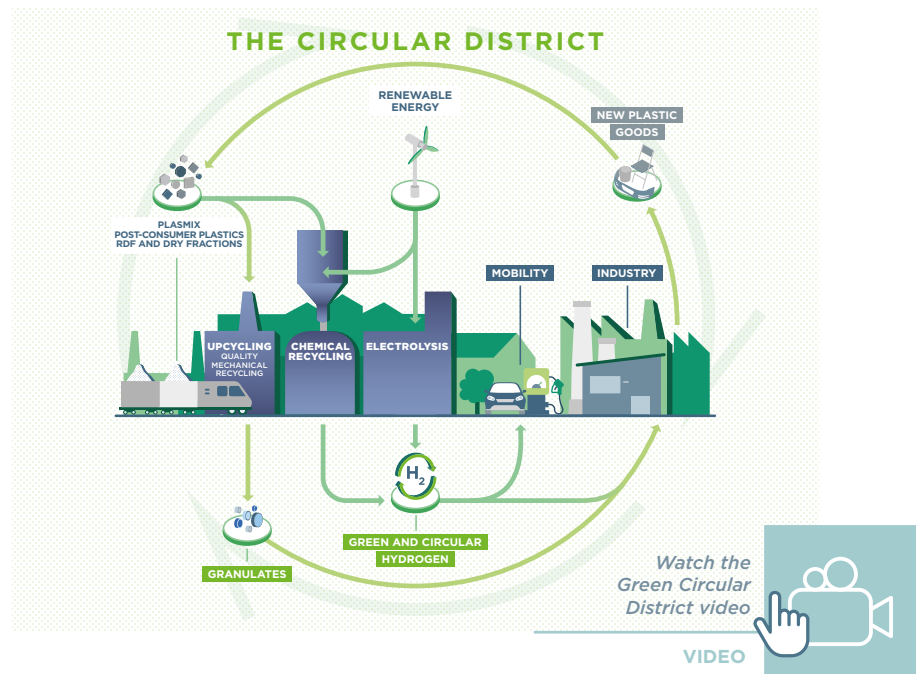 THE CIRCULAR DISTRICT
RENEWABLE
ENERGY
NEW PLASTIC
GOODS
PLASMIX
POST-CONSUMER PLASTICS
RDF AND DRY FRACTIONS
MOBILITY
INDUSTRY
UPCYCLING
QUALITY
MECHANICAL
RECYCLING
CHEMICAL
RECYCLING
ELECTROLYSIS
H2
GREEN AND CIRCULAR
HYDROGEN
GRANULATES
Watch the
Green Circular
District video
VIDEO